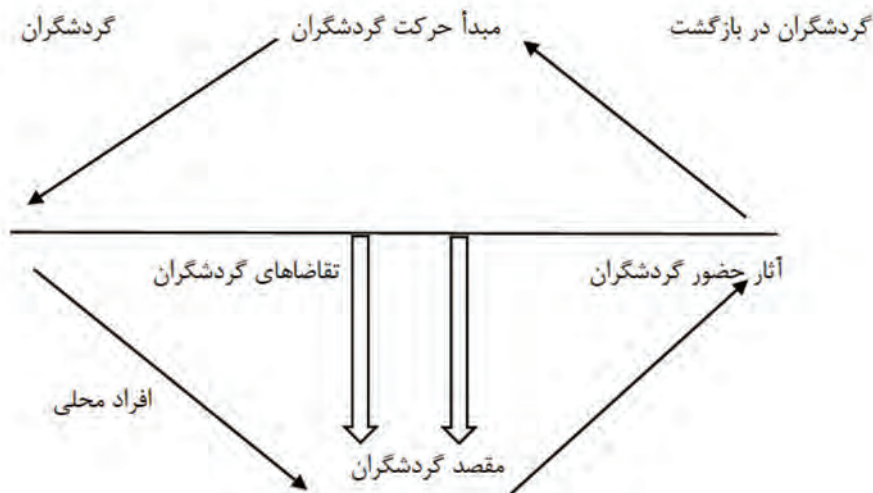 گردشگران در بازگشت
مبدأ حرکت گردشگران
گردشگران
آثار حضور گردشگران
تقاضاهای گردشگران
افراد محلی
مقصد گردشگران